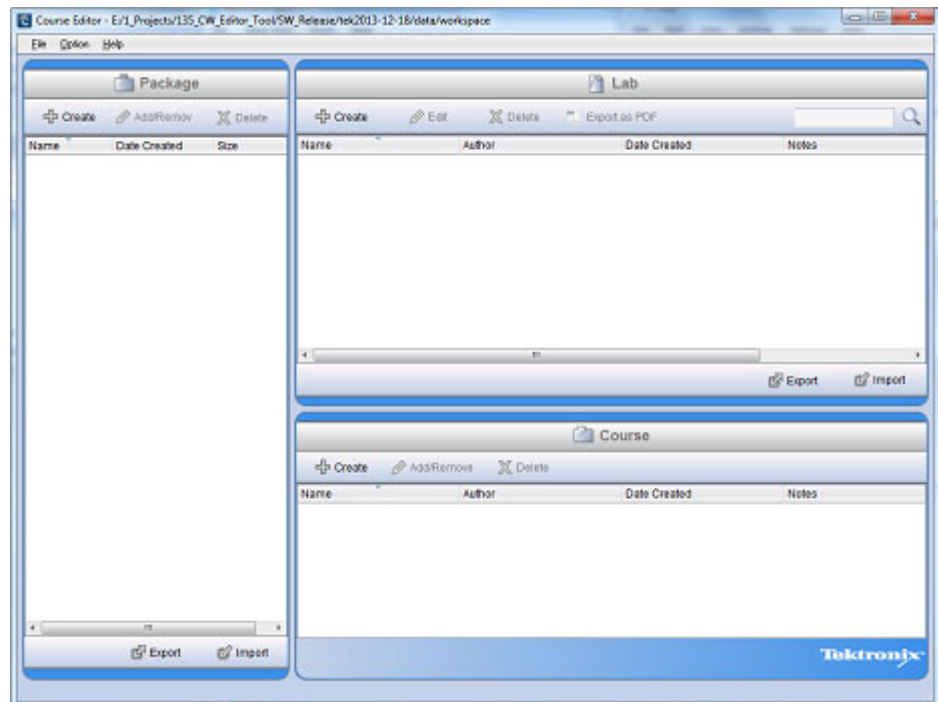 Course Editor - E:/1_Projects/135_CW_Editor_Tool/SW_Release/tek2013-12-18/data/workspace
File Option Help
Package
Create Add/Remov Delete
Name Date Created Size
Export Import
Lab
Create Edit Delete Export as PDF
Name Author Date Created Notes
Export Import
Course
Create Add/Remove Delete
Name Author Date Created Notes
Tektronix